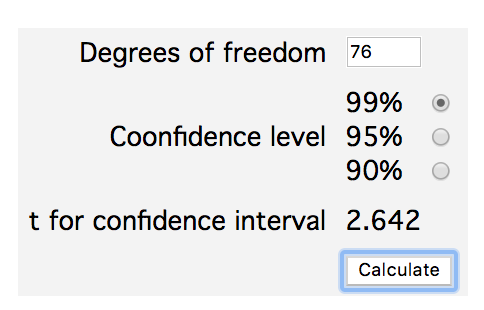 Degrees of freedom 76
99%
Coonfidence level 95%
90%
t for confidence interval 2.642
Calculate